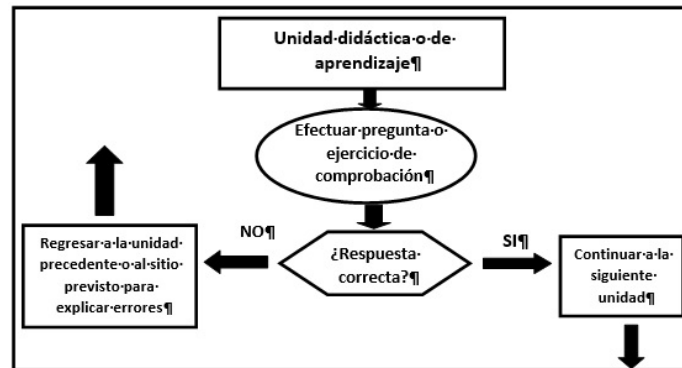 Unidad·didáctica·o·de·
aprendizaje¶
Efectuar·pregunta·o·
ejercicio·de·
comprobación¶
NO¶
SI¶
¿Respuesta·
correcta?¶
Regresar·a·la·unidad·
precedente·o·al·sitio·
previsto·para·
explicar·errores¶
Continuar·a·la·
siguiente·
unidad¶